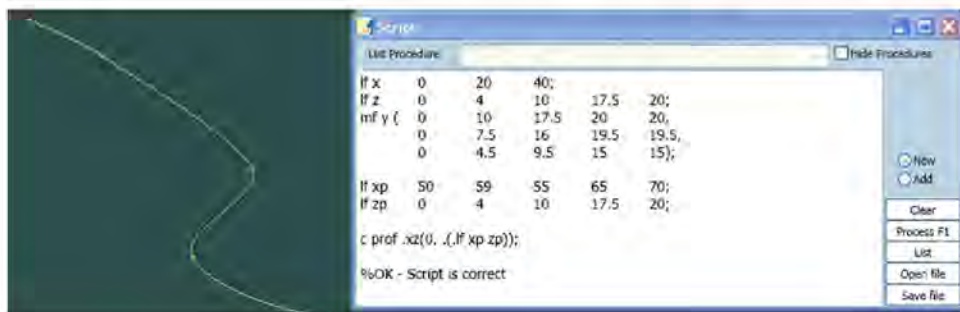 Script
List Procedure
Hide Procedures
lf x 0 20 40;
lf z 0 4 10 17.5 20;
mf y ( 0 10 17.5 20 20,
0 7.5 16 19.5 19.5,
0 4.5 9.5 15 15);
lf xp 50 59 55 65 70;
lf zp 0 4 10 17.5 20;
c prof .xz(0, .(.lf xp zp));
%OK - Script is correct
New
Add
Clear
Process F1
List
Open file
Save file